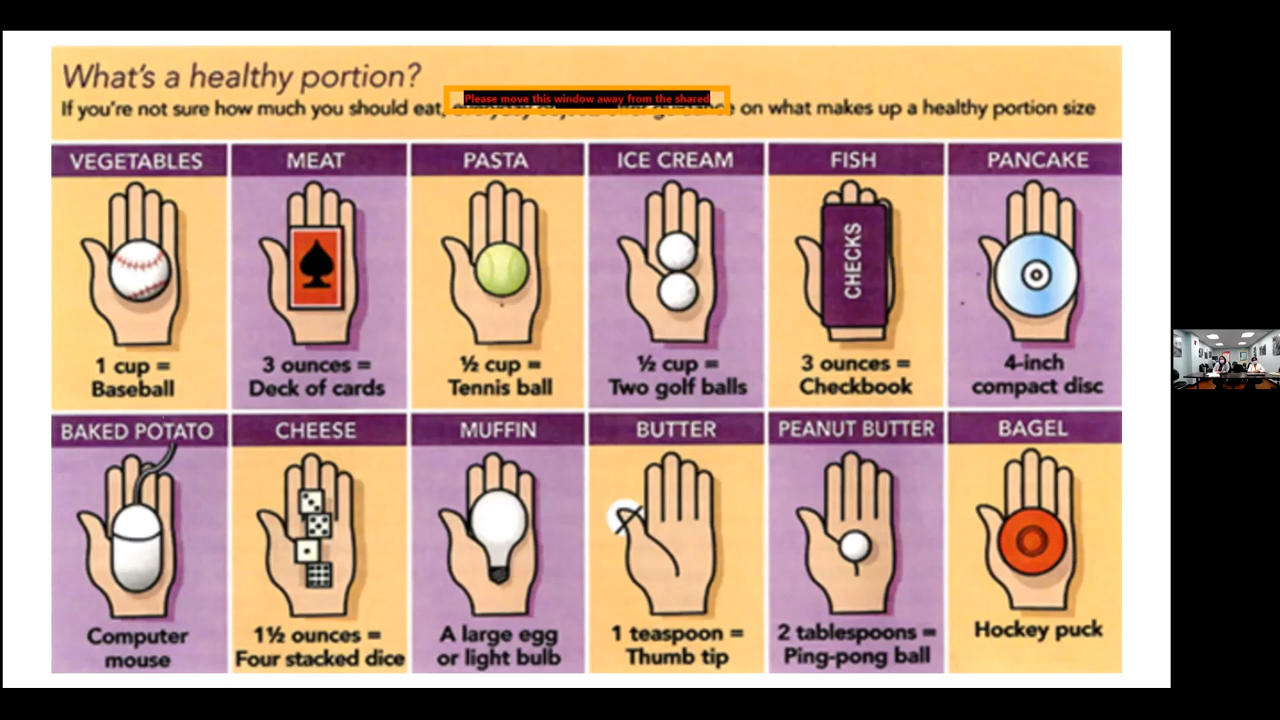 What's a healthy portion?
Please move this window away from the shared
If you're not sure how much you should eat, on what makes up a healthy portion size
VEGETABLES
MEAT
PASTA
ICE CREAM
FISH
PANCAKE
CHECKS
1 cup =
Baseball
3 ounces =
Deck of cards
½ cup =
Tennis ball
½ cup =
Two golf balls
3 ounces =
Checkbook
4-inch
compact disc
BAKED POTATO
CHEESE
MUFFIN
BUTTER
PEANUT BUTTER
BAGEL
Computer
mouse
1½ ounces =
Four stacked dice
A large egg
or light bulb
1 teaspoon =
Thumb tip
2 tablespoons =
Ping-pong ball
Hockey puck